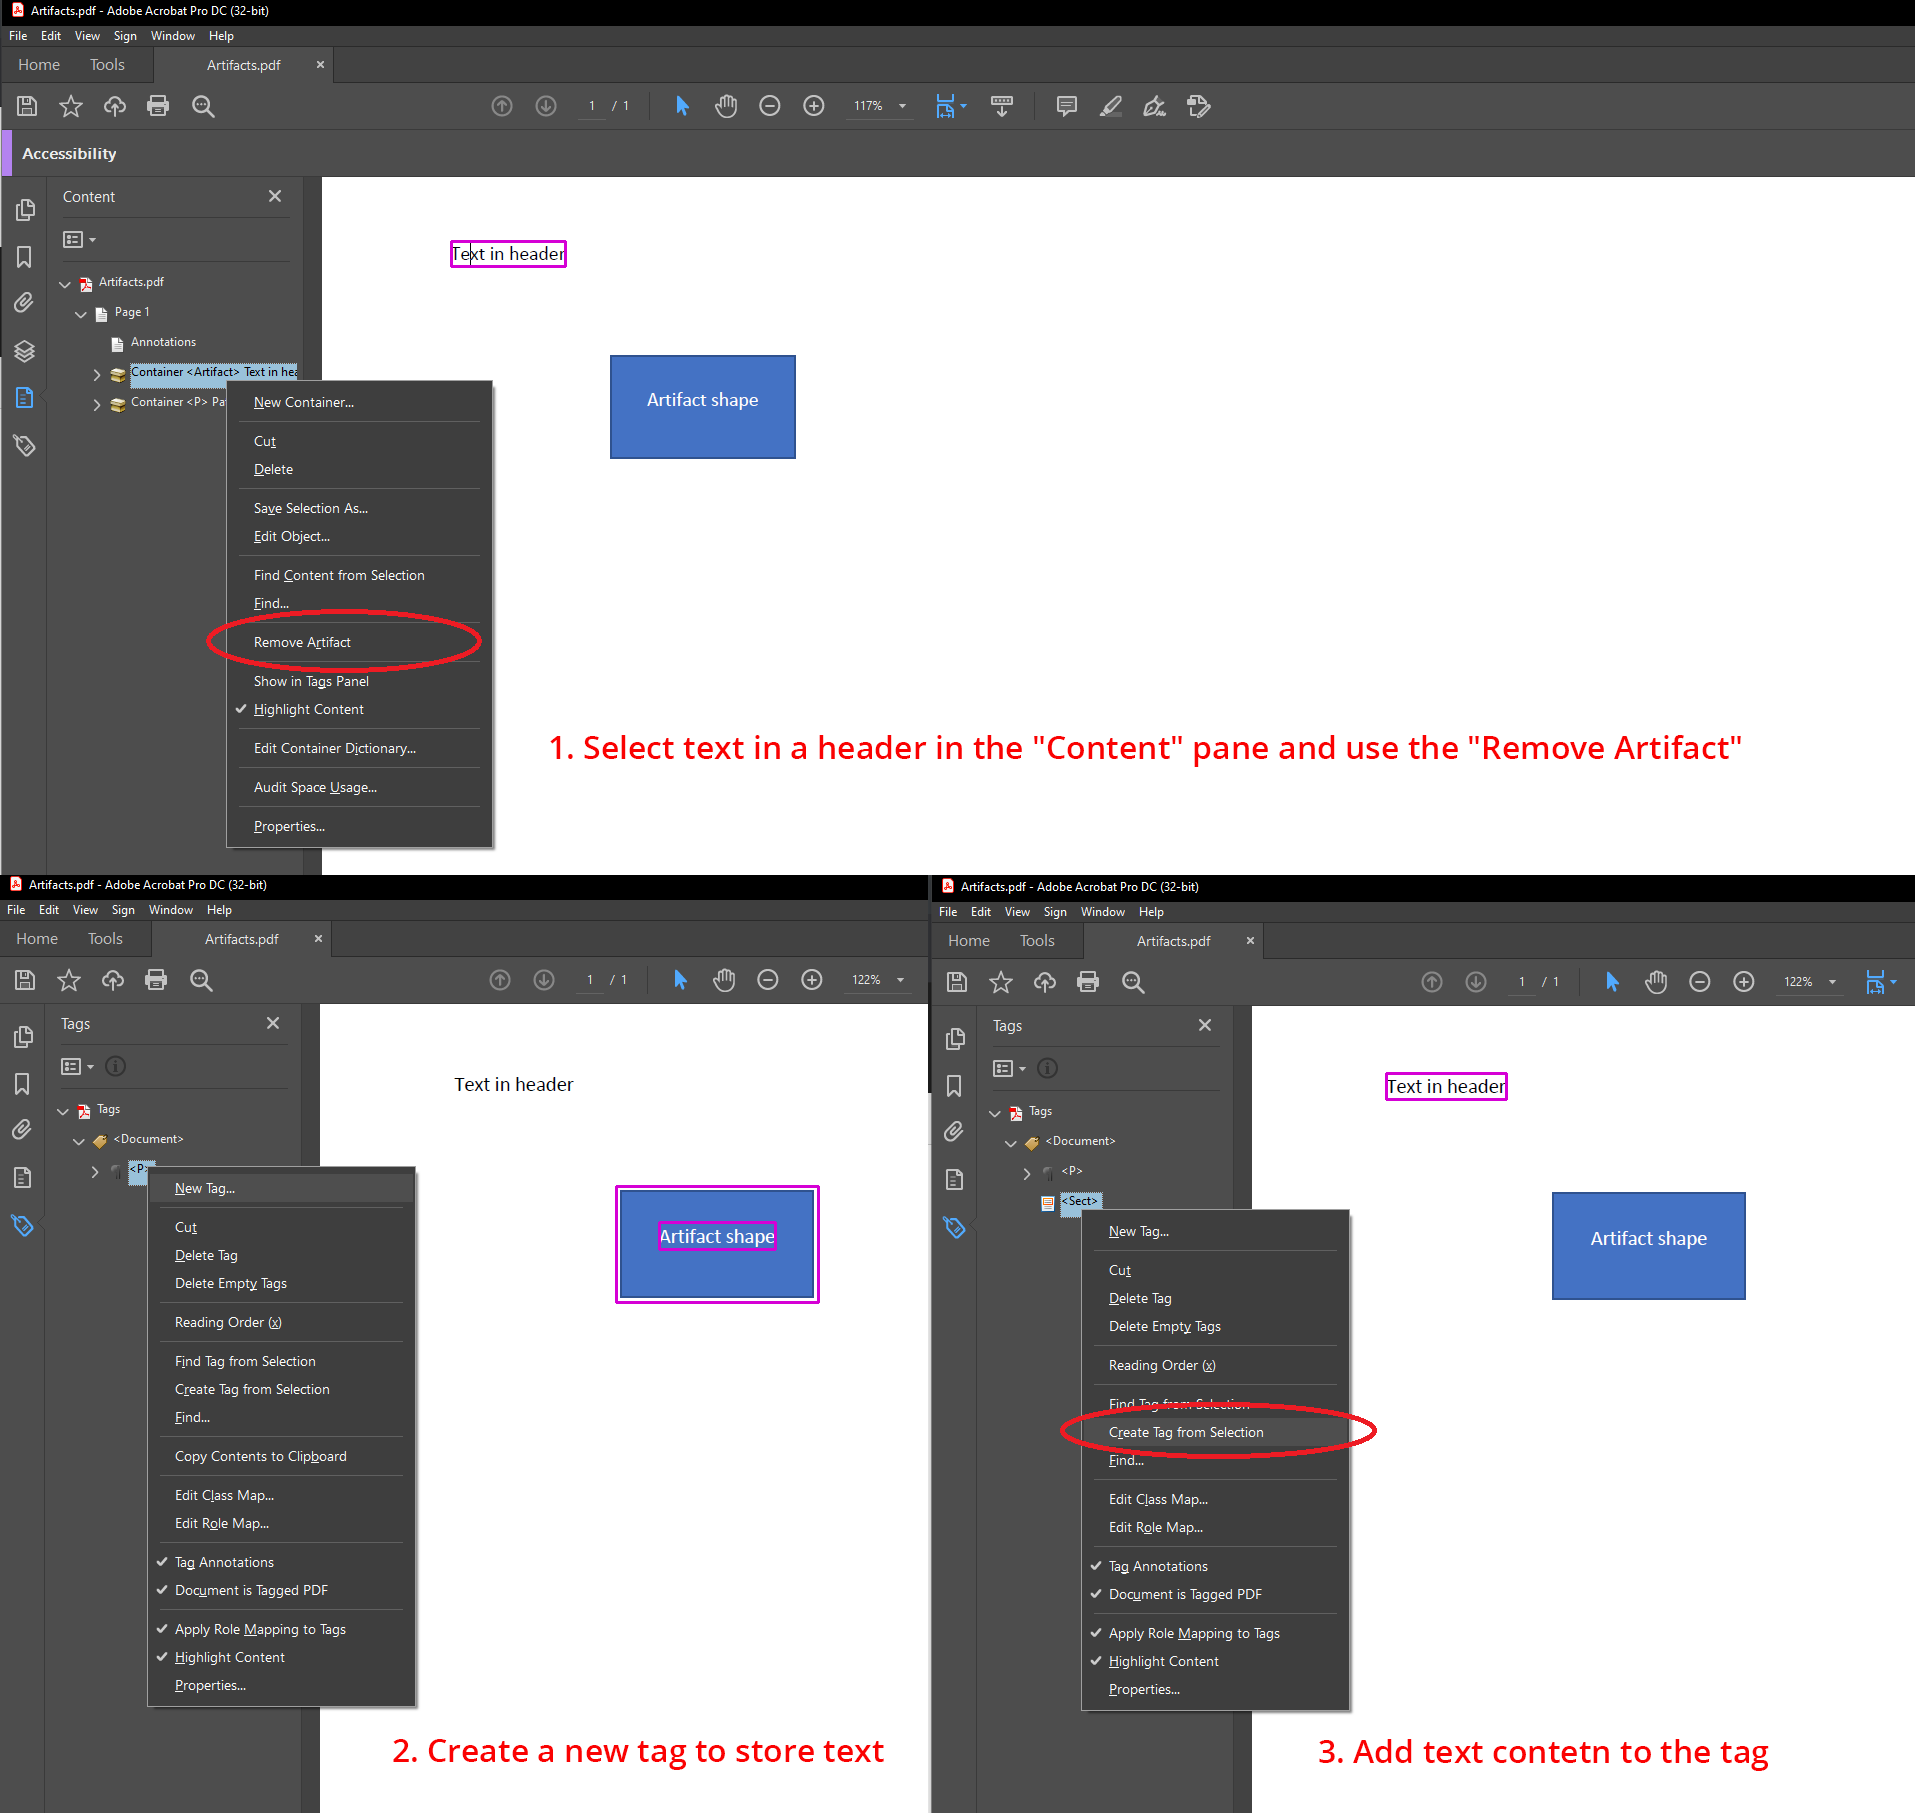 Artifacts.pdf - Adobe Acrobat Pro DC (32-bit)
File Edit View Sign Window Help
Home Tools Artifacts.pdf ×
1 / 1 117%
Accessibility
Content
Artifacts.pdf
Page 1
Annotations
Container <Artifact> Text in hea
Container <P> Pa
New Container...
Cut
Delete
Save Selection As...
Edit Object...
Find Content from Selection
Find...
Remove Artifact
Show in Tags Panel
Highlight Content
Edit Container Dictionary...
Audit Space Usage...
Properties...
Text in header
Artifact shape
1. Select text in a header in the "Content" pane and use the "Remove Artifact"
Artifacts.pdf - Adobe Acrobat Pro DC (32-bit)
File Edit View Sign Window Help
Home Tools Artifacts.pdf ×
1 / 1 122%
Tags
Tags
<Document>
<P>
New Tag...
Cut
Delete Tag
Delete Empty Tags
Reading Order (x)
Find Tag from Selection
Create Tag from Selection
Find...
Copy Contents to Clipboard
Edit Class Map...
Edit Role Map...
Tag Annotations
Document is Tagged PDF
Apply Role Mapping to Tags
Highlight Content
Properties...
Text in header
Artifact shape
2. Create a new tag to store text
Artifacts.pdf - Adobe Acrobat Pro DC (32-bit)
File Edit View Sign Window Help
Home Tools Artifacts.pdf ×
1 / 1 122%
Tags
Tags
<Document>
<P>
<Sect>
New Tag...
Cut
Delete Tag
Delete Empty Tags
Reading Order (x)
Find Tag from Selection
Create Tag from Selection
Find...
Edit Class Map...
Edit Role Map...
Tag Annotations
Document is Tagged PDF
Apply Role Mapping to Tags
Highlight Content
Properties...
Text in header
Artifact shape
3. Add text contetn to the tag